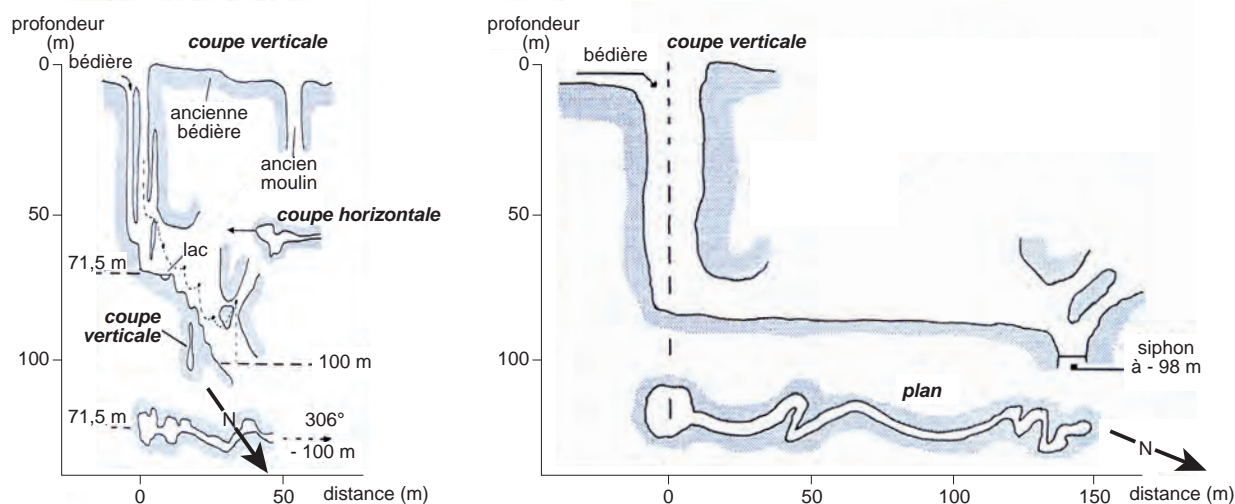 profondeur
(m)
coupe verticale
bédière
0
ancienne
bédière
ancien
moulin
50
coupe horizontale
lac
71,5 m
coupe
verticale
100
100 m
71,5 m
N
306°
- 100 m
0
50
distance (m)
profondeur
(m)
coupe verticale
bédière
0
50
100
siphon
à - 98 m
plan
N
0
50
100
150
distance (m)